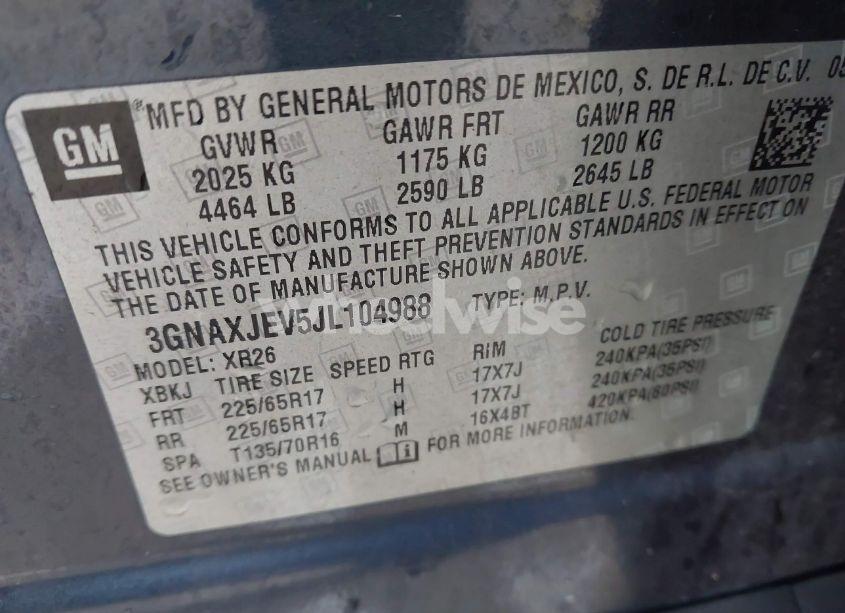 GM
® MFD BY GENERAL MOTORS DE MEXICO, S. DE R.L. DE C.V.
GVWR GAWR FRT GAWR RR
2025 KG 1175 KG 1200 KG
4464 LB 2590 LB 2645 LB
THIS VEHICLE CONFORMS TO ALL APPLICABLE U.S. FEDERAL MOTOR
VEHICLE SAFETY AND THEFT PREVENTION STANDARDS IN EFFECT ON
THE DATE OF MANUFACTURE SHOWN ABOVE.
3GNAXJEV5JL104988 TYPE: M.P.V.
MODEL: XR26
XBKJ TIRE SIZE SPEED RTG RIM COLD TIRE PRESSURE
FRT 225/65R17 H 17X7J 240KPA(35PSI)
RR 225/65R17 H 17X7J 240KPA(35PSI)
SPA T135/70R16 M 16X4BT 420KPA(60PSI)
SEE OWNER'S MANUAL FOR MORE INFORMATION.